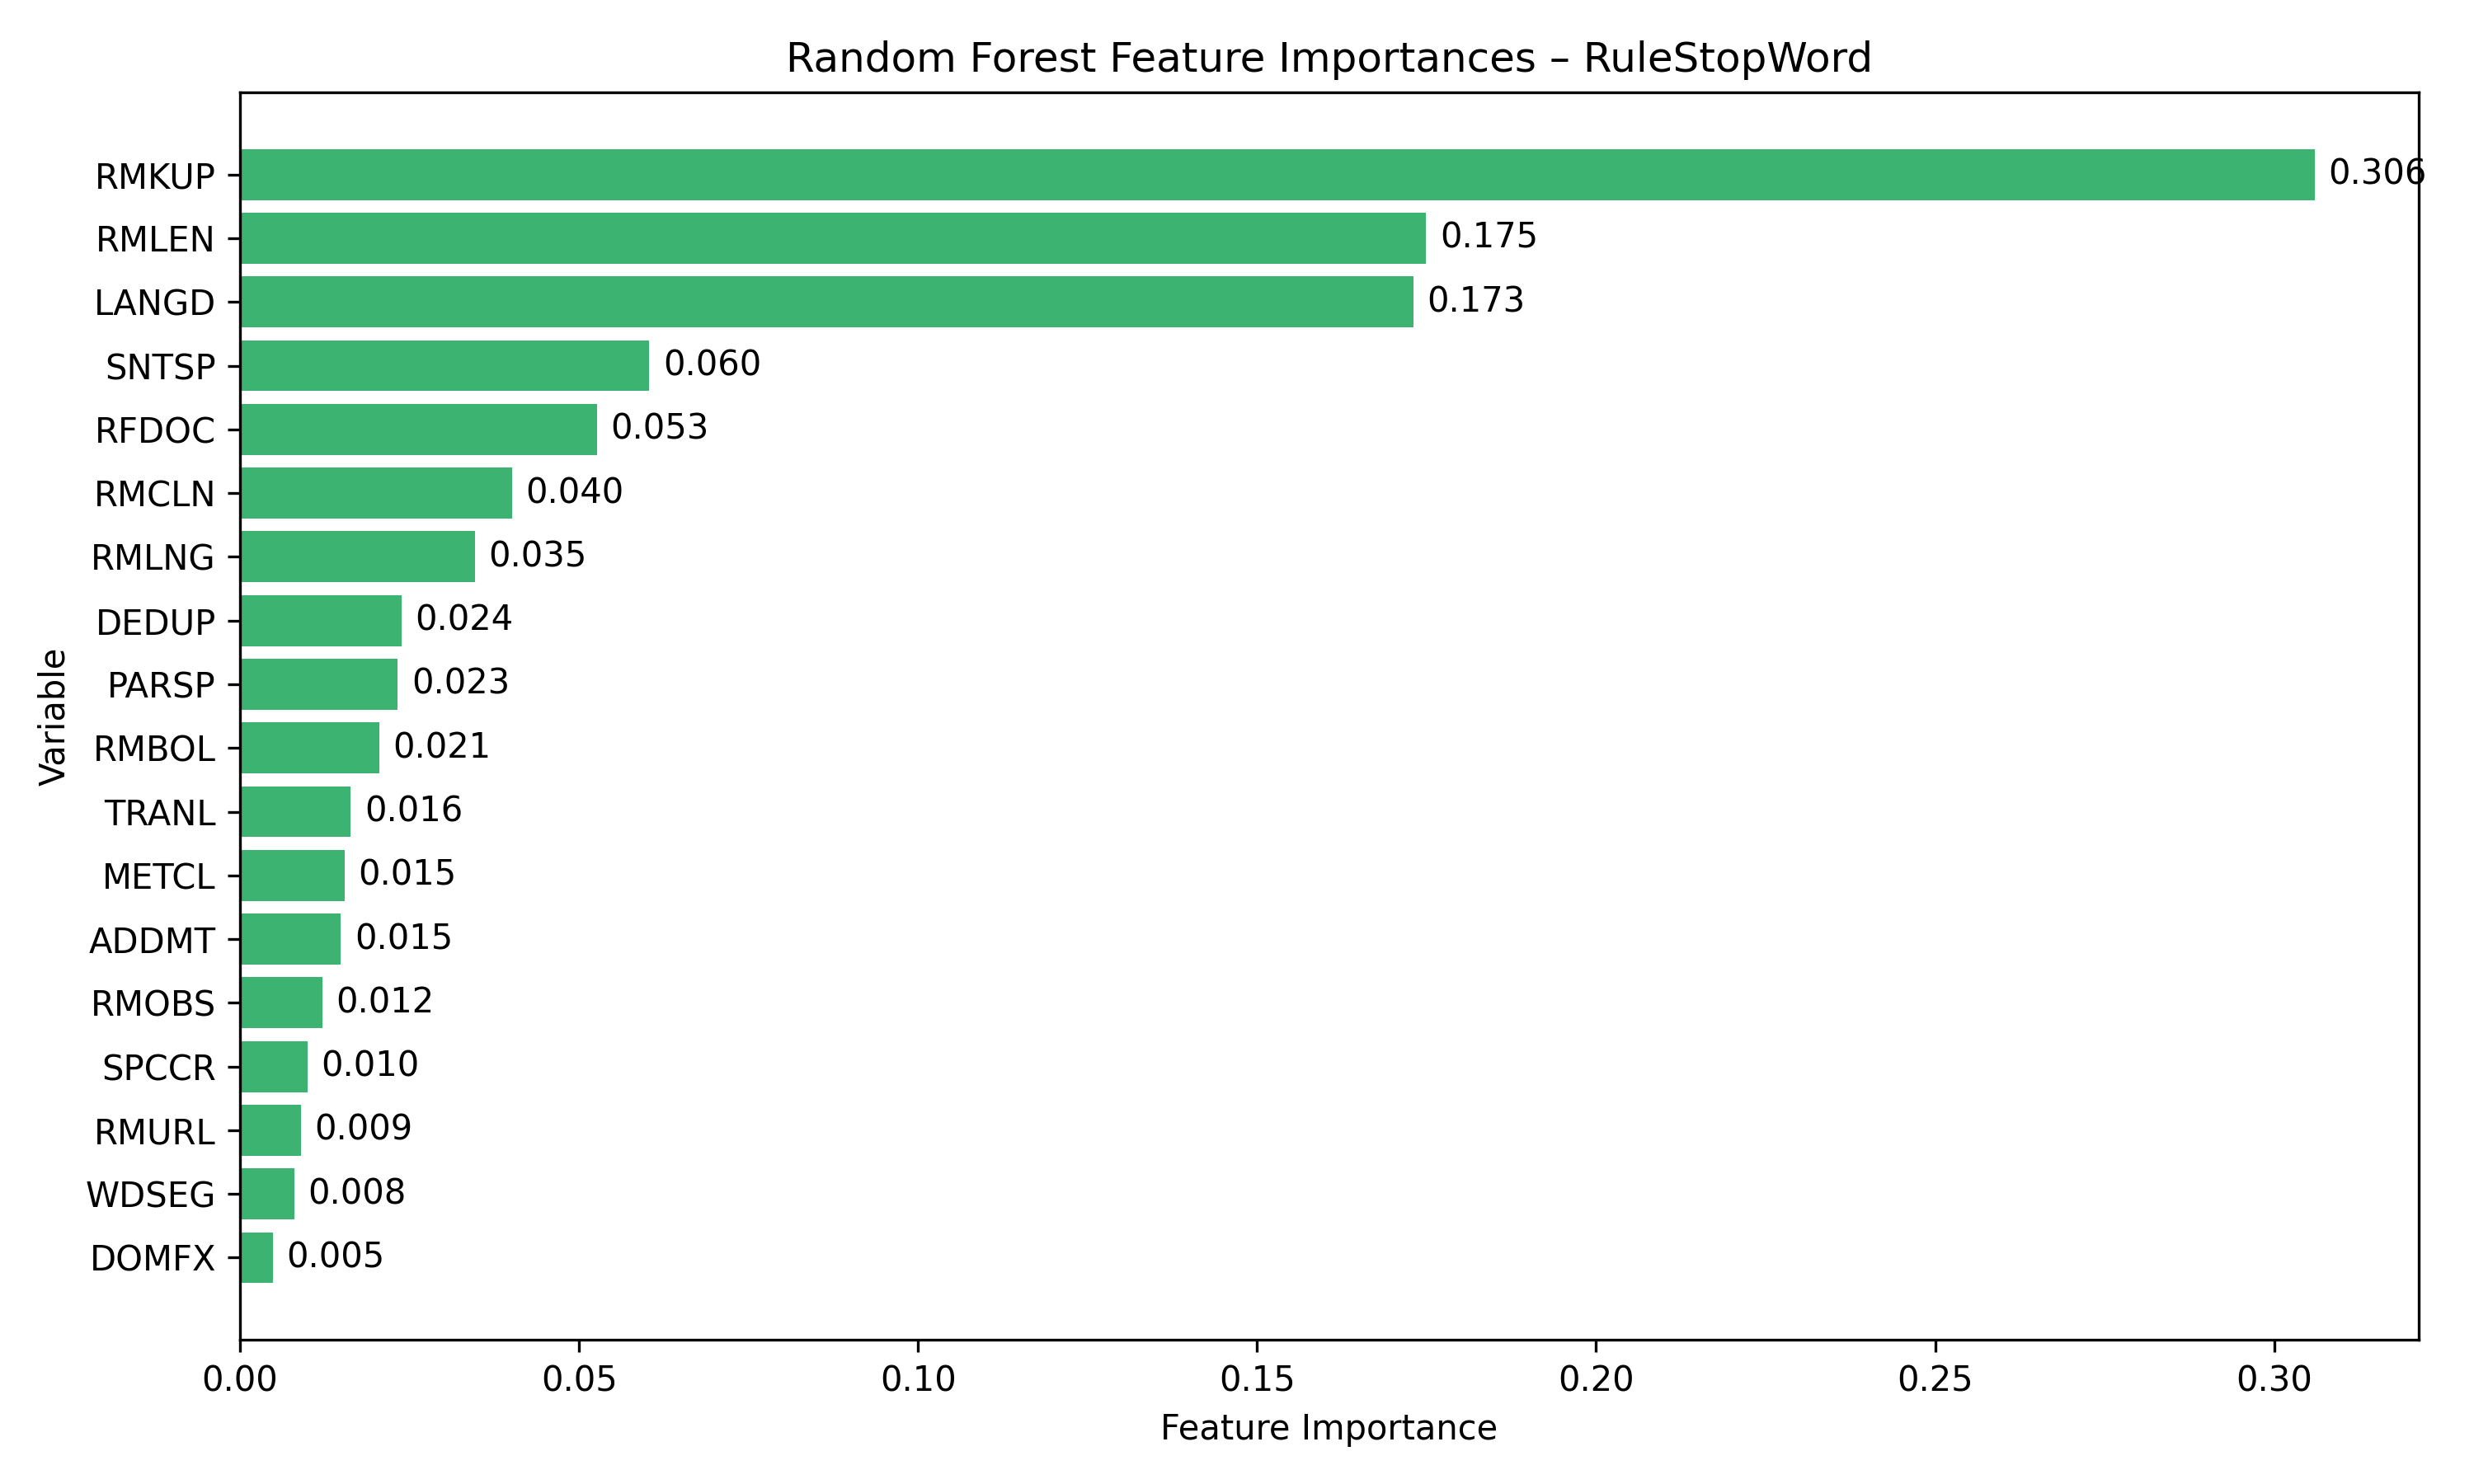 Random Forest Feature Importances – RuleStopWord
RMKUP 0.306
RMLEN 0.175
LANGD 0.173
SNTSP 0.060
RFDOC 0.053
RMCLN 0.040
RMLNG 0.035
DEDUP 0.024
PARSP 0.023
RMBOL 0.021
TRANL 0.016
METCL 0.015
ADDMT 0.015
RMOBS 0.012
SPCCR 0.010
RMURL 0.009
WDSEG 0.008
DOMFX 0.005
Variable
0.00 0.05 0.10 0.15 0.20 0.25 0.30
Feature Importance